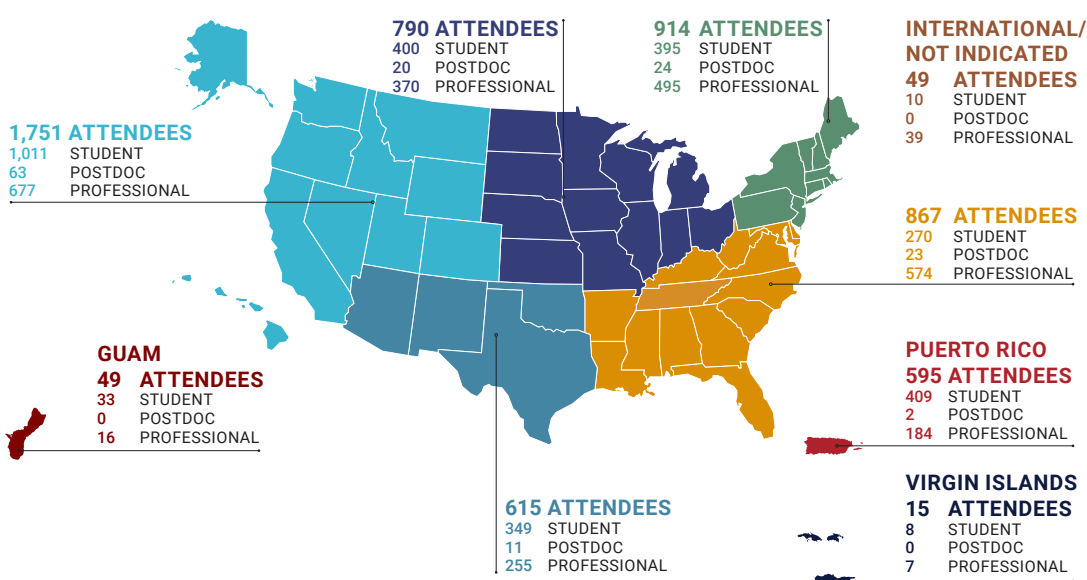 790 ATTENDEES
400 STUDENT
20 POSTDOC
370 PROFESSIONAL
914 ATTENDEES
395 STUDENT
24 POSTDOC
495 PROFESSIONAL
INTERNATIONAL/
NOT INDICATED
49 ATTENDEES
10 STUDENT
0 POSTDOC
39 PROFESSIONAL
1,751 ATTENDEES
1,011 STUDENT
63 POSTDOC
677 PROFESSIONAL
867 ATTENDEES
270 STUDENT
23 POSTDOC
574 PROFESSIONAL
GUAM
49 ATTENDEES
33 STUDENT
0 POSTDOC
16 PROFESSIONAL
PUERTO RICO
595 ATTENDEES
409 STUDENT
2 POSTDOC
184 PROFESSIONAL
615 ATTENDEES
349 STUDENT
11 POSTDOC
255 PROFESSIONAL
VIRGIN ISLANDS
15 ATTENDEES
8 STUDENT
0 POSTDOC
7 PROFESSIONAL